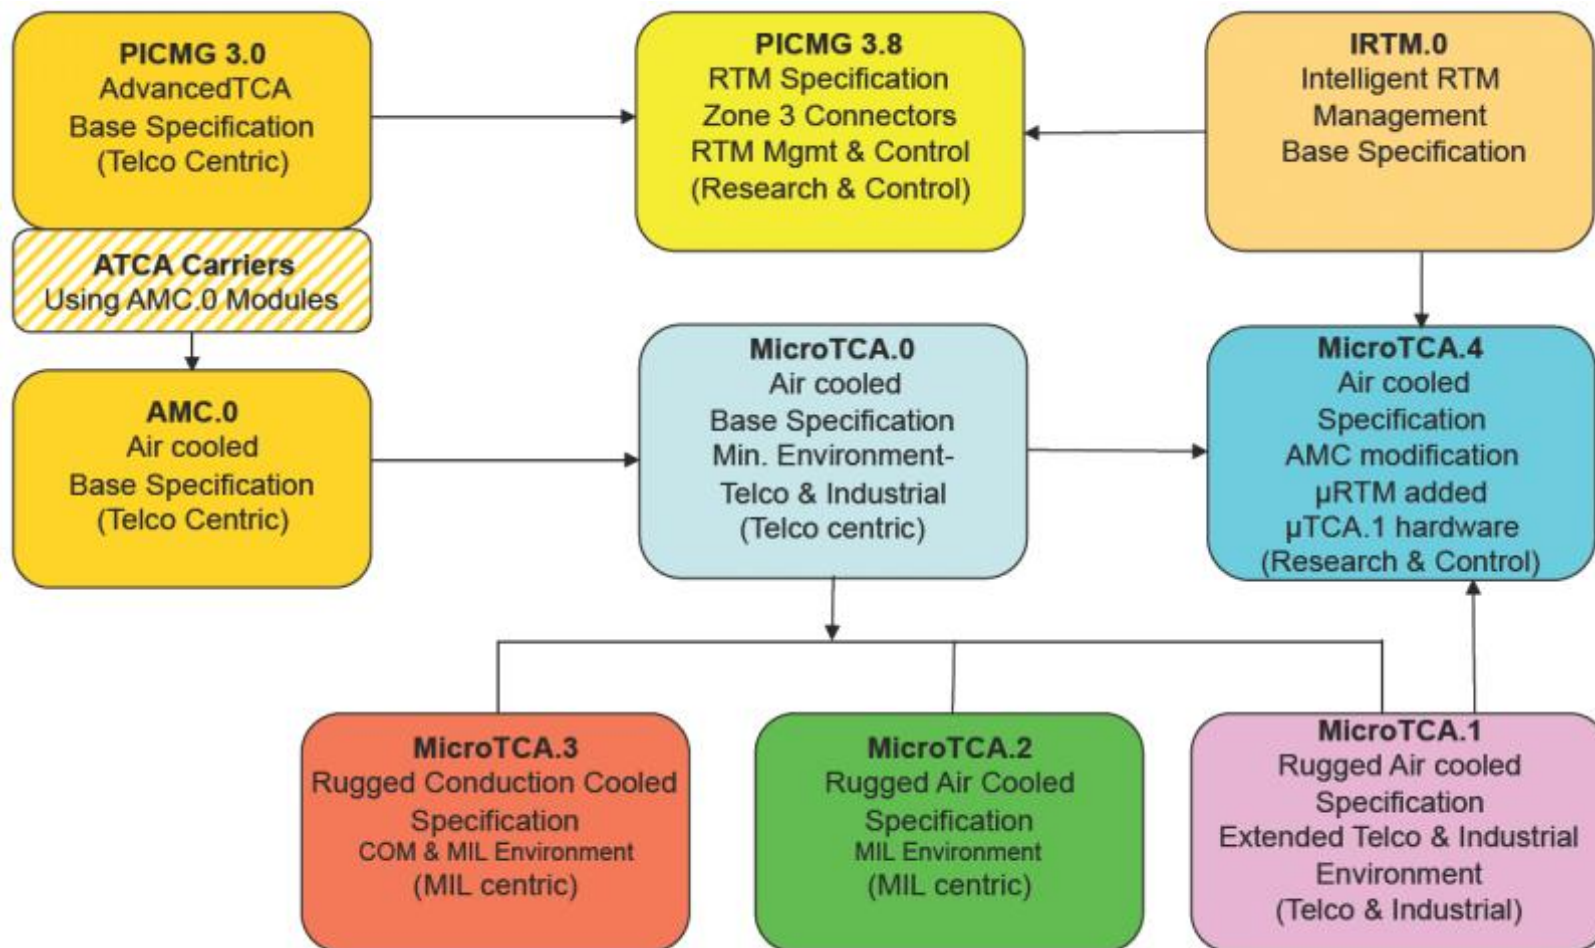 PICMG 3.0
AdvancedTCA
Base Specification
(Telco Centric)
PICMG 3.8
RTM Specification
Zone 3 Connectors
RTM Mgmt & Control
(Research & Control)
IRTM.0
Intelligent RTM
Management
Base Specification
ATCA Carriers
Using AMC.0 Modules
AMC.0
Air cooled
Base Specification
(Telco Centric)
MicroTCA.0
Air cooled
Base Specification
Min. Environment-
Telco & Industrial
(Telco centric)
MicroTCA.4
Air cooled
Specification
AMC modification
µRTM added
µTCA.1 hardware
(Research & Control)
MicroTCA.3
Rugged Conduction Cooled
Specification
COM & MIL Environment
(MIL centric)
MicroTCA.2
Rugged Air Cooled
Specification
MIL Environment
(MIL centric)
MicroTCA.1
Rugged Air cooled
Specification
Extended Telco & Industrial
Environment
(Telco & Industrial)